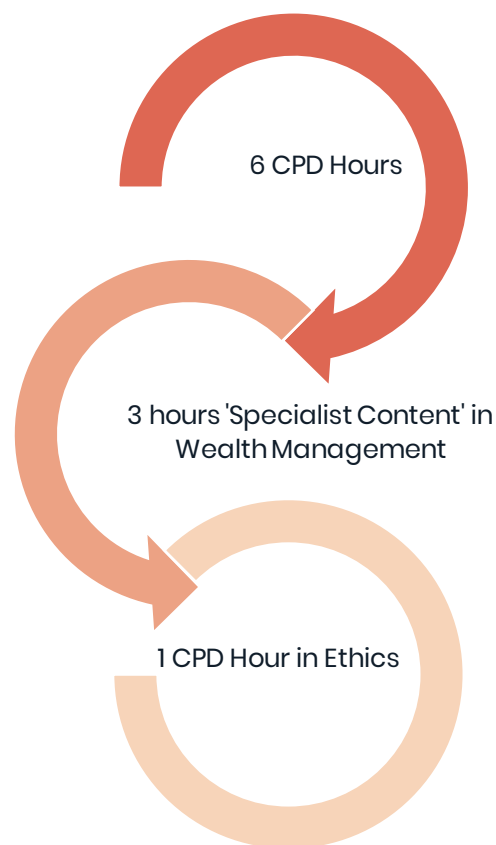 6 CPD Hours
3 hours 'Specialist Content' in
Wealth Management
1 CPD Hour in Ethics